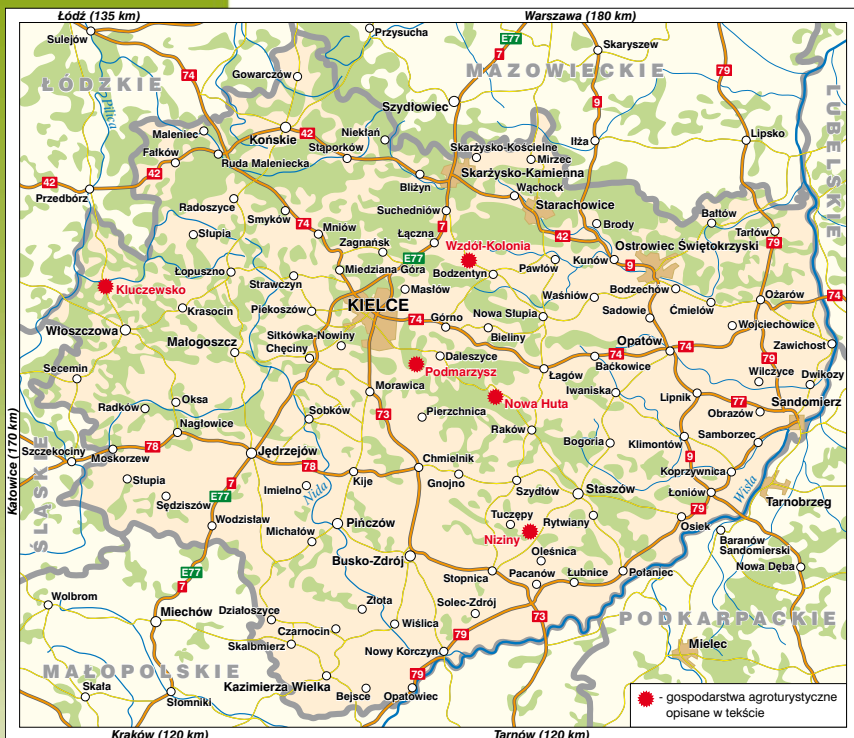 Łódź (135 km)
Warszawa (180 km)
Przysucha
Sulejów
E77
7
Skaryszew
74
Gowarczów
MAZOWIECKIE
79
ŁÓDZKIE
9
LUBELSKIE
Pilica
Szydłowiec
Maleniec
Końskie
42
Niekłań
Iłża
Lipsko
Fałków
Stąporków
Skarżysko-Kościelne
Mirzec
Ruda Maleniecka
42
42
Skarżysko-Kamienna
Przedbórz
Bliżyn
Wąchock
Radoszyce
Suchedniów
Starachowice
Smyków
74
Mniów
7
Brody
Bałtów
Tarłów
Słupia
Łączna
42
Zagnańsk
Wzdół-Kolonia
Ostrowiec Świętokrzyski
79
E77
Kunów
Łopuszno
Miedziana Góra
Bodzentyn
Pawłów
9
Kluczewsko
Strawczyn
Masłów
Waśniów
Bodzechów
Ożarów
74
Krasocin
Piekoszów
KIELCE
74
Górno
Nowa Słupia
Sadowie
Ćmielów
Wojciechowice
Włoszczowa
Sitkówka-Nowiny
Bieliny
Małogoszcz
Chęciny
Opatów
74
Zawichost
Daleszyce
74
79
Secemin
Podmarzysz
Łagów
Baćkowice
Wilczyce
Dwikozy
Morawica
Iwaniska
Lipnik
77
Sandomierz
Oksa
Nowa Huta
Radków
Sobków
73
Pierzchnica
Obrazów
Nagłowice
Raków
Katowice (170 km)
Bogoria
Klimontów
Samborzec
78
Szczekociny
Moskorzew
Jędrzejów
9
78
Chmielnik
Koprzywnica
7
Słupia
Imielno
Kije
Gnojno
Szydłów
Łoniów
Wisła
E77
Nida
Staszów
Tarnobrzeg
Sędziszów
79
ŚLĄSKIE
Wodzisław
Pińczów
Tuczępy
Rytwiany
Osiek
Michałów
Niziny
Baranów
Sandomierski
Oleśnica
Busko-Zdrój
Nowa Dęba
E77
7
Stopnica
Pacanów
Łubnice
Połaniec
Wolbrom
Złota
Solec-Zdrój
Miechów
Działoszyce
Wiślica
73
PODKARPACKIE
Czarnocin
79
Skalbmierz
Mielec
Nowy Korczyn
MAŁOPOLSKIE
79
Kazimierza Wielka
Skała
Bejsce
Opatowiec
Słomniki
- gospodarstwa agroturystyczne
opisane w tekście
Kraków (120 km)
Tarnów (120 km)